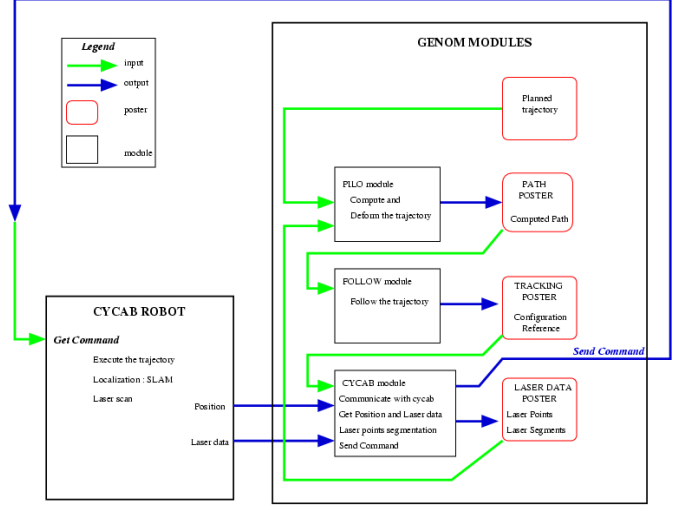 Legend
input
output
poster
module
GENOM MODULES
Planned
trajectory
PILO module
Compute and
Deform the trajectory
PATH
POSTER
Computed Path
FOLLOW module
Follow the trajectory
TRACKING
POSTER
Configuration
Reference
Send Command
CYCAB ROBOT
Get Command
Execute the trajectory
Localization : SLAM
Laser scan
Position
Laser data
CYCAB module
Communicate with cycab
Get Position and Laser data
Laser points segmentation
Send Command
LASER DATA
POSTER
Laser Points
Laser Segments